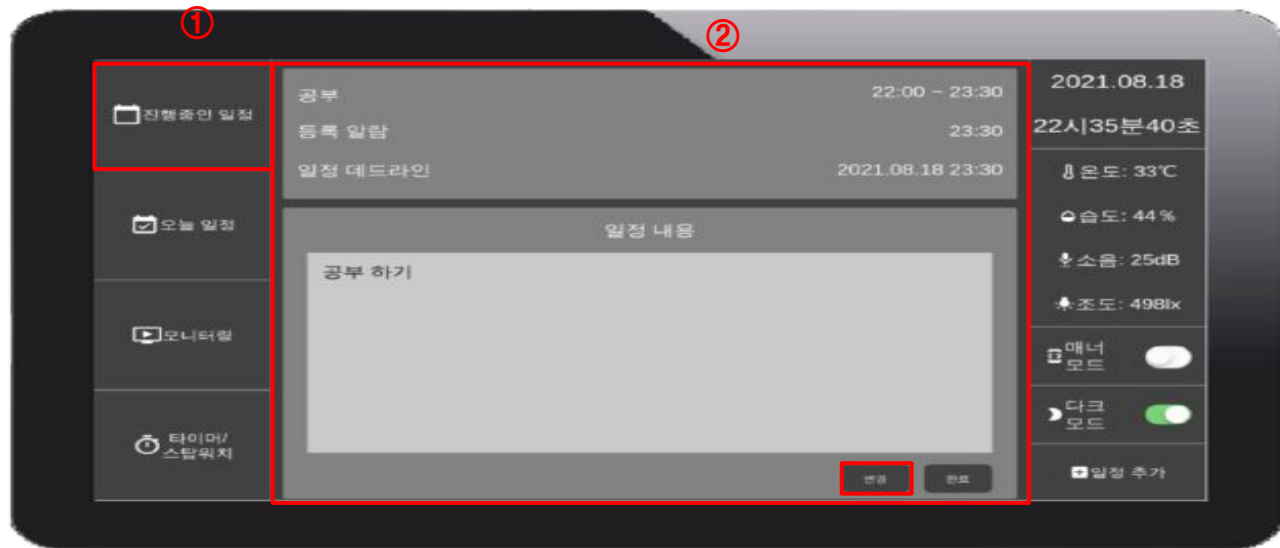 ①
②
진행중인 일정
오늘 일정
모니터링
타이머/
스탑워치
공부 22:00 ~ 23:30
등록 알람 23:30
일정 데드라인 2021.08.18 23:30
일정 내용
공부 하기
변경 완료
2021.08.18
22시35분40초
온도: 33℃
습도: 44%
소음: 25dB
조도: 498lx
매너
모드
다크
모드
일정 추가